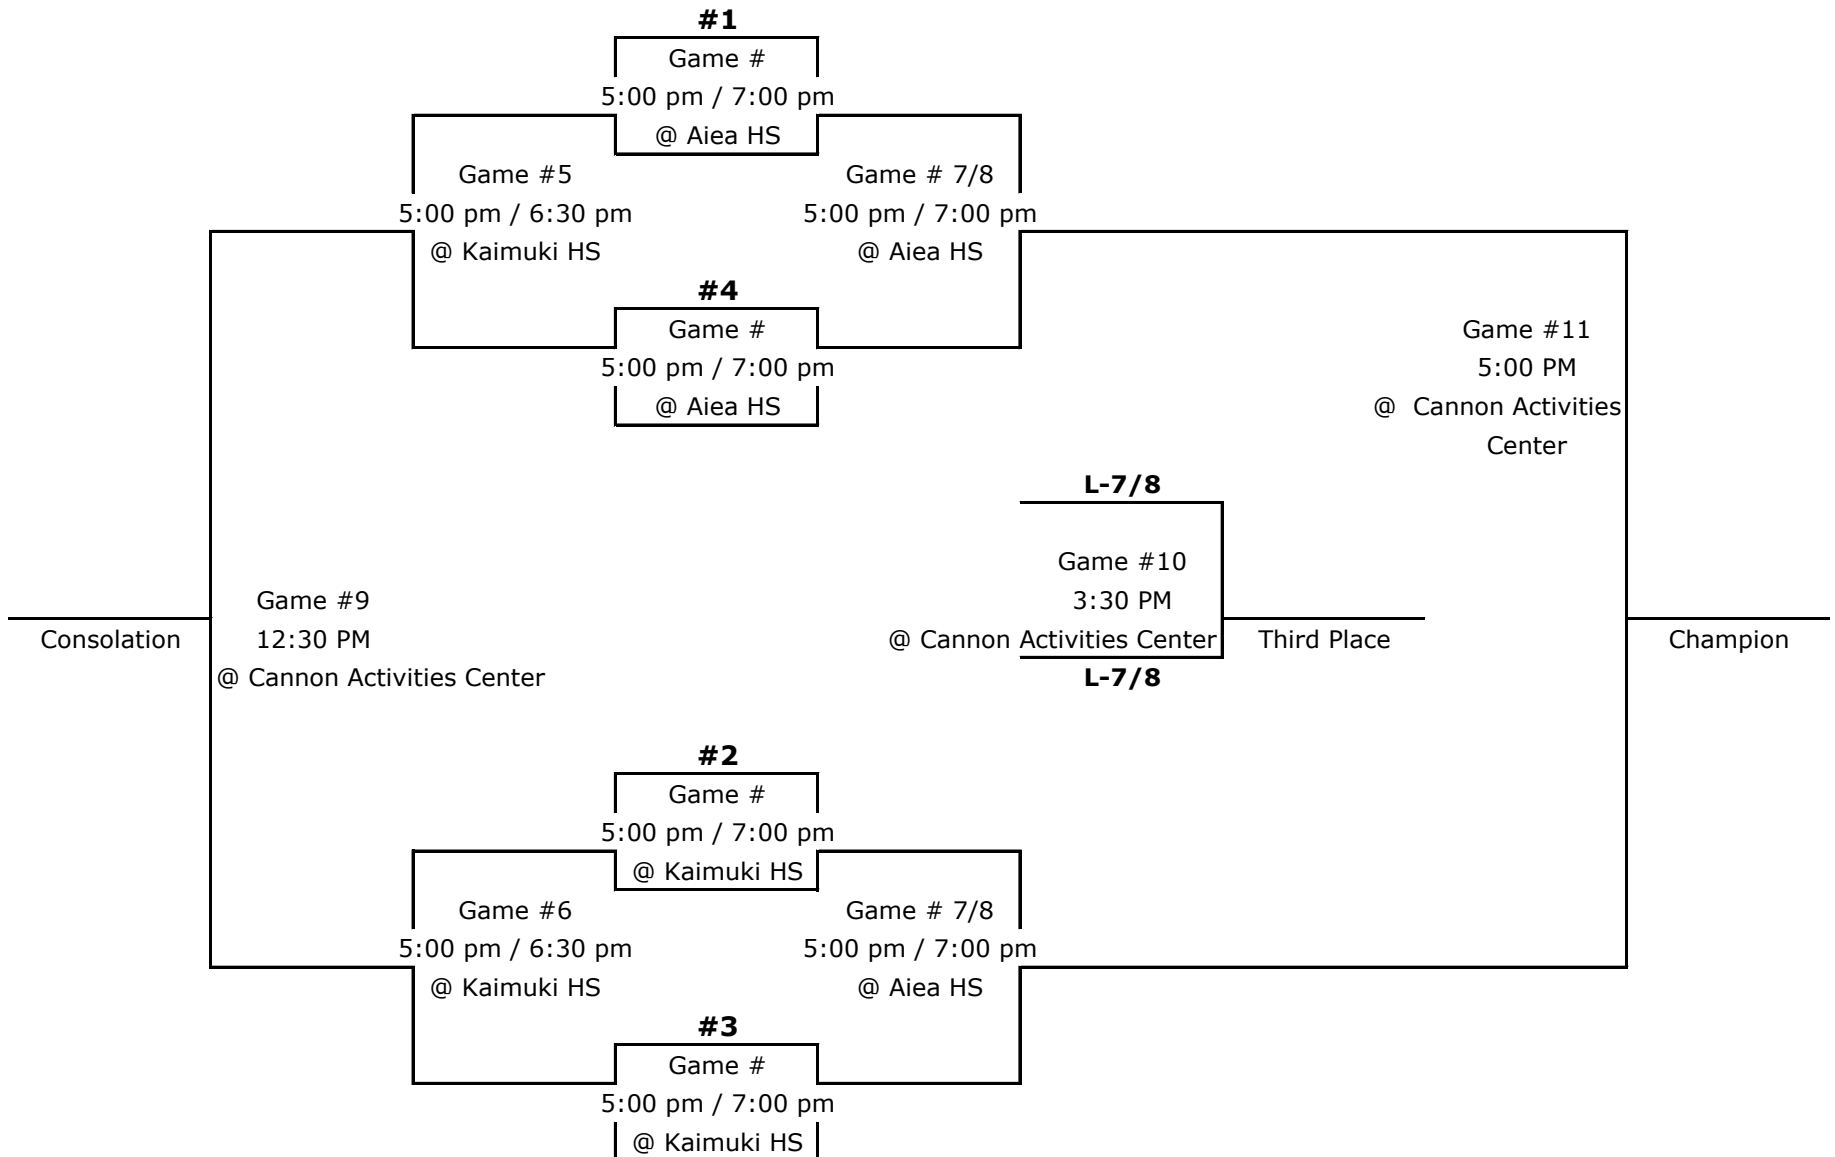 #1
Game #
5:00 pm / 7:00 pm
@ Aiea HS
Game #5
5:00 pm / 6:30 pm
@ Kaimuki HS
Game # 7/8
5:00 pm / 7:00 pm
@ Aiea HS
#4
Game #
5:00 pm / 7:00 pm
@ Aiea HS
Game #11
5:00 PM
@  Cannon Activities
Center
L-7/8
Game #10
3:30 PM
@ Cannon Activities Center
L-7/8
Third Place
Champion
Consolation
Game #9
12:30 PM
@ Cannon Activities Center
#2
Game #
5:00 pm / 7:00 pm
@ Kaimuki HS
Game #6
5:00 pm / 6:30 pm
@ Kaimuki HS
Game # 7/8
5:00 pm / 7:00 pm
@ Aiea HS
#3
Game #
5:00 pm / 7:00 pm
@ Kaimuki HS